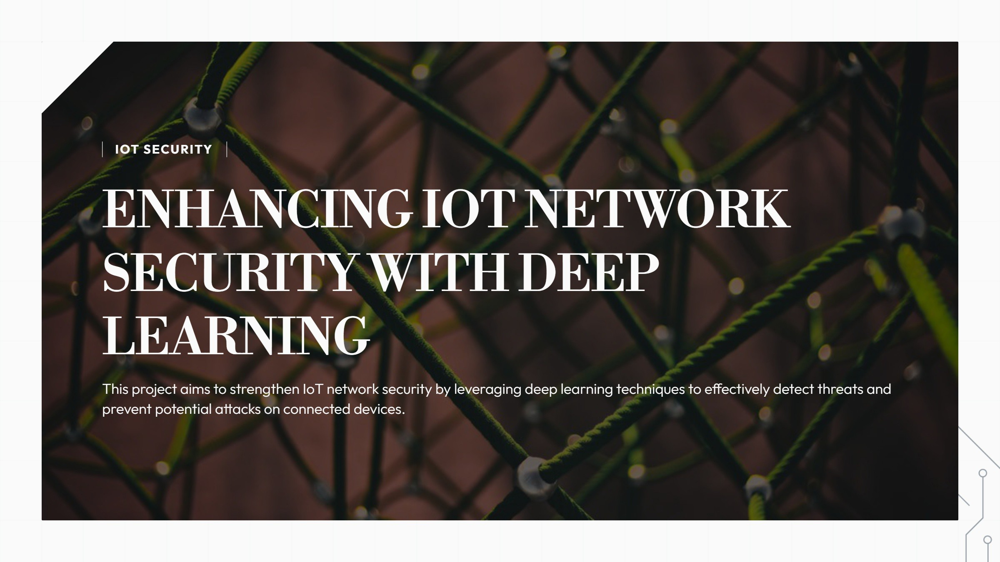 IOT SECURITY
ENHANCING IOT NETWORK
SECURITY WITH DEEP
LEARNING
This project aims to strengthen IoT network security by leveraging deep learning techniques to effectively detect threats and
prevent potential attacks on connected devices.